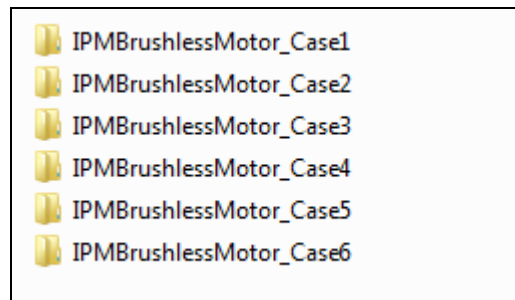 IPMBrushlessMotor_Case1
IPMBrushlessMotor_Case2
IPMBrushlessMotor_Case3
IPMBrushlessMotor_Case4
IPMBrushlessMotor_Case5
IPMBrushlessMotor_Case6